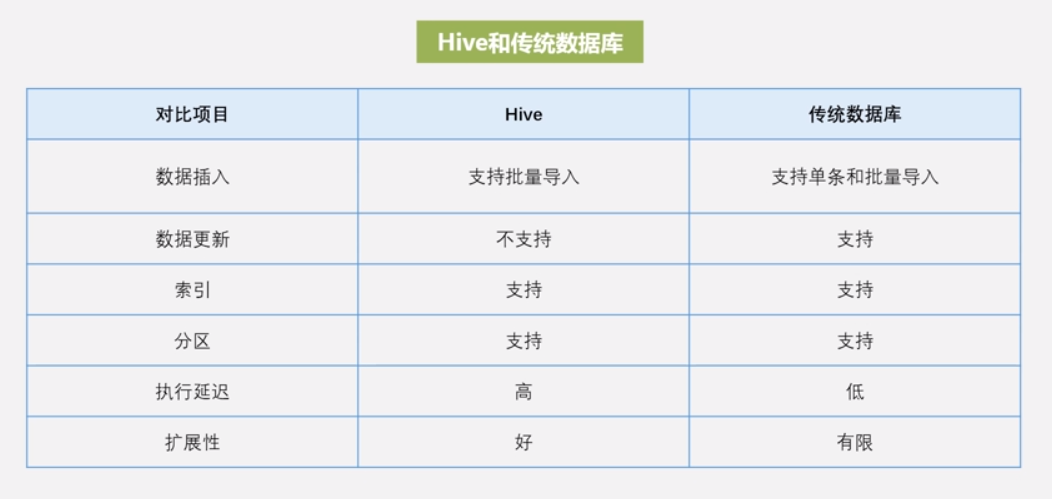 Hive和传统数据库
对比项目 Hive 传统数据库
数据插入 支持批量导入 支持单条和批量导入
数据更新 不支持 支持
索引 支持 支持
分区 支持 支持
执行延迟 高 低
扩展性 好 有限